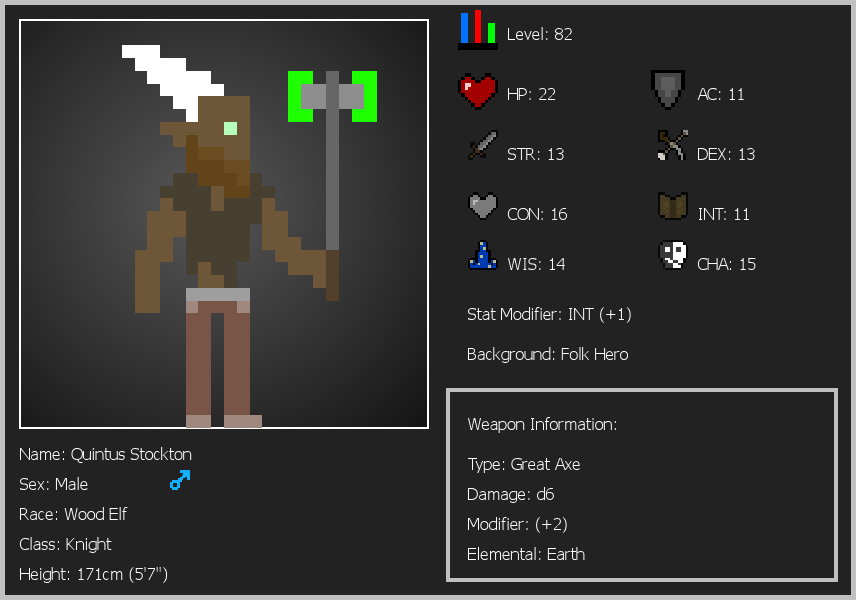 Level: 82
HP: 22
AC: 11
STR: 13
DEX: 13
CON: 16
INT: 11
WIS: 14
CHA: 15
Stat Modifier: INT (+1)
Background: Folk Hero
Weapon Information:
Type: Great Axe
Damage: d6
Modifier: (+2)
Elemental: Earth
Name: Quintus Stockton
Sex: Male
Race: Wood Elf
Class: Knight
Height: 171cm (5'7")